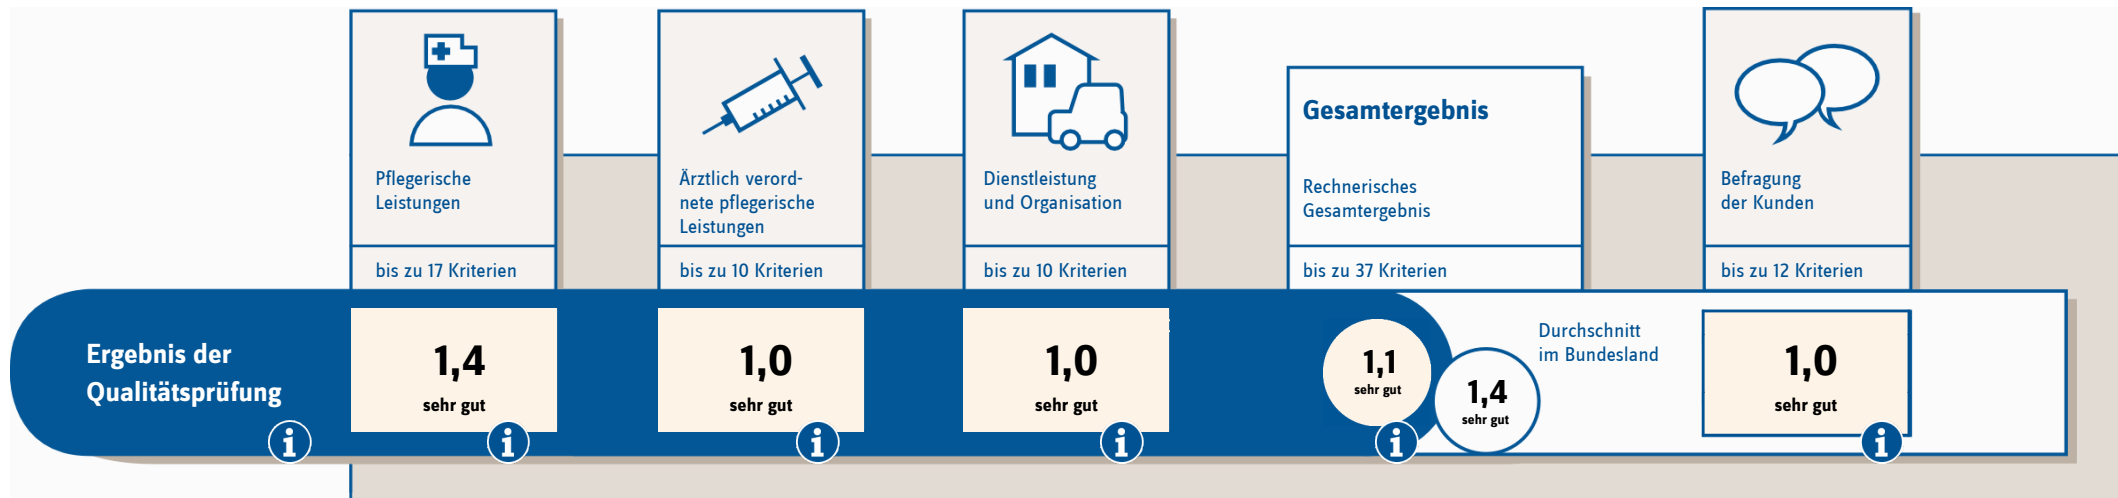 Pflegerische
Leistungen
bis zu 17 Kriterien
Ärztlich verord-
nete pflegerische
Leistungen
bis zu 10 Kriterien
Dienstleistung
und Organisation
bis zu 10 Kriterien
Gesamtergebnis
Rechnerisches
Gesamtergebnis
bis zu 37 Kriterien
Befragung
der Kunden
bis zu 12 Kriterien
Ergebnis der
Qualitätsprüfung
i
1,4
sehr gut
i
1,0
sehr gut
i
1,0
sehr gut
i
1,1
sehr gut
i
1,4
sehr gut
Durchschnitt
im Bundesland
1,0
sehr gut
i